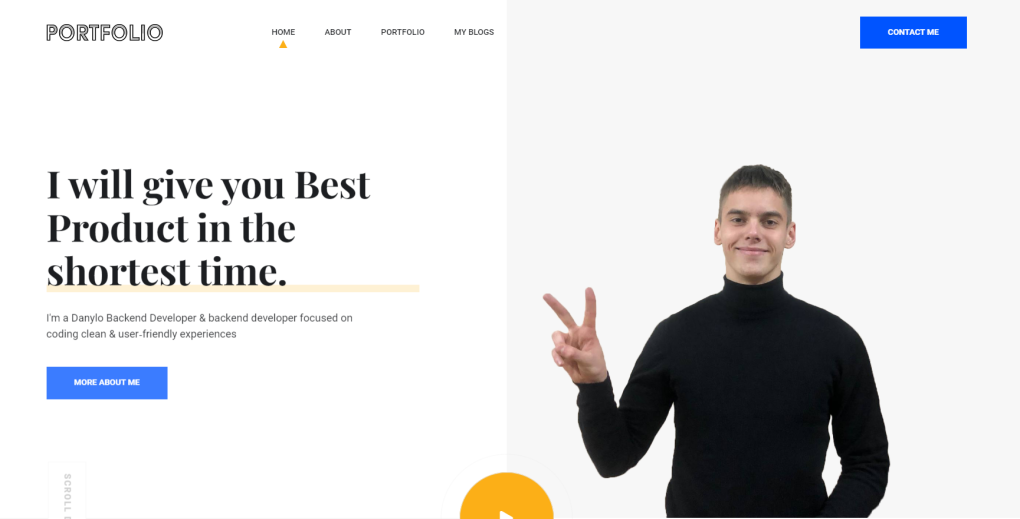 PORTFOLIO
HOME
ABOUT
PORTFOLIO
MY BLOGS
CONTACT ME
I will give you Best
Product in the
shortest time.
I'm a Danylo Backend Developer & backend developer focused on
coding clean & user-friendly experiences
MORE ABOUT ME
SCROLL